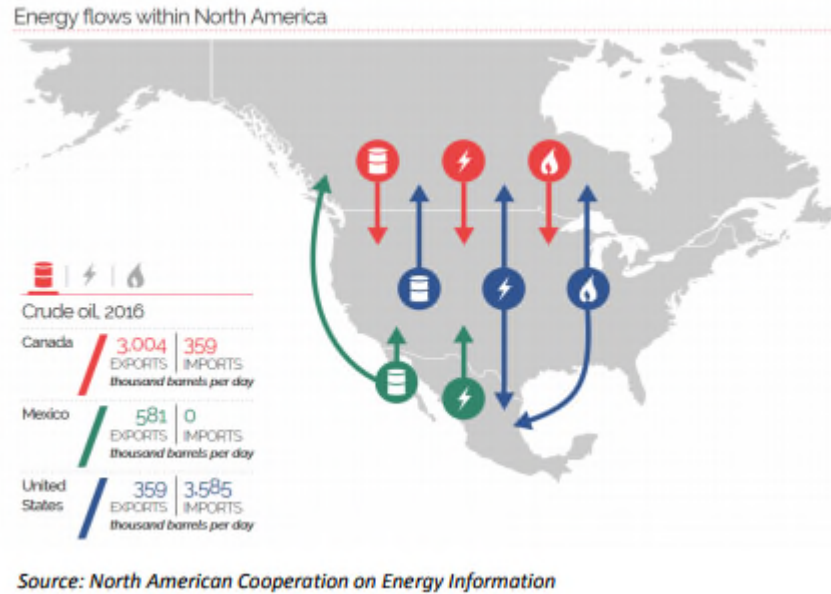 Energy flows within North America
Crude oil, 2016
Canada
3,004 359
EXPORTS IMPORTS
thousand barrels per day
Mexico
581 0
EXPORTS IMPORTS
thousand barrels per day
United
States
359 3,585
EXPORTS IMPORTS
thousand barrels per day
Source: North American Cooperation on Energy Information